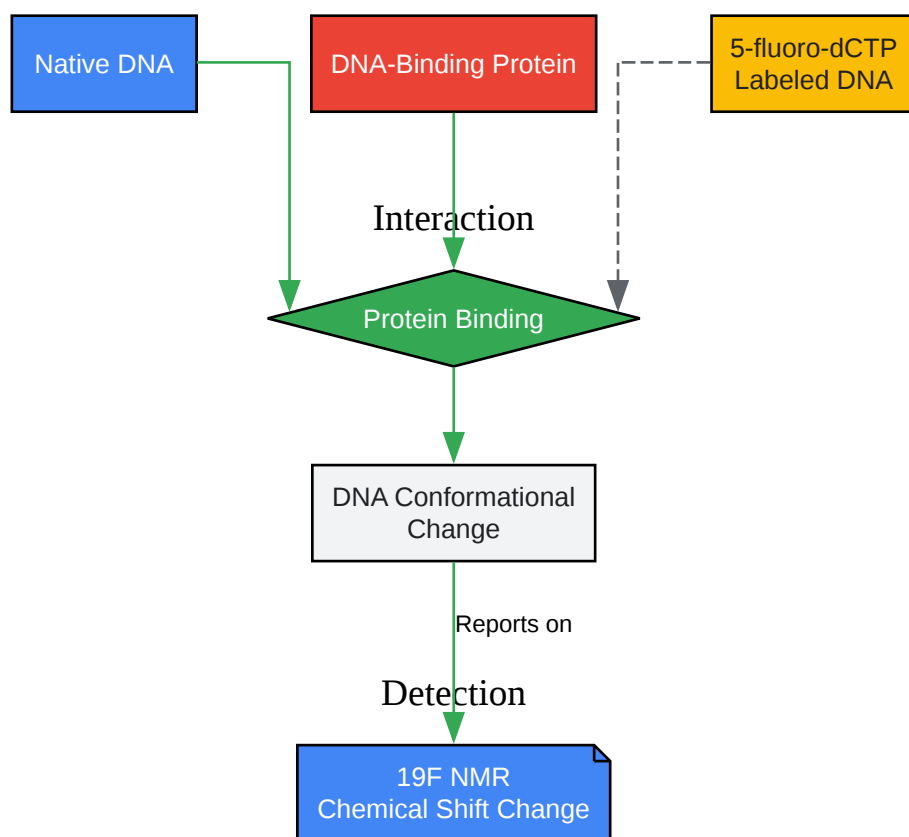 Native DNA
DNA-Binding Protein
5-fluoro-dCTP
Labeled DNA
Interaction
Protein Binding
DNA Conformational
Change
Reports on
Detection
19F NMR
Chemical Shift Change